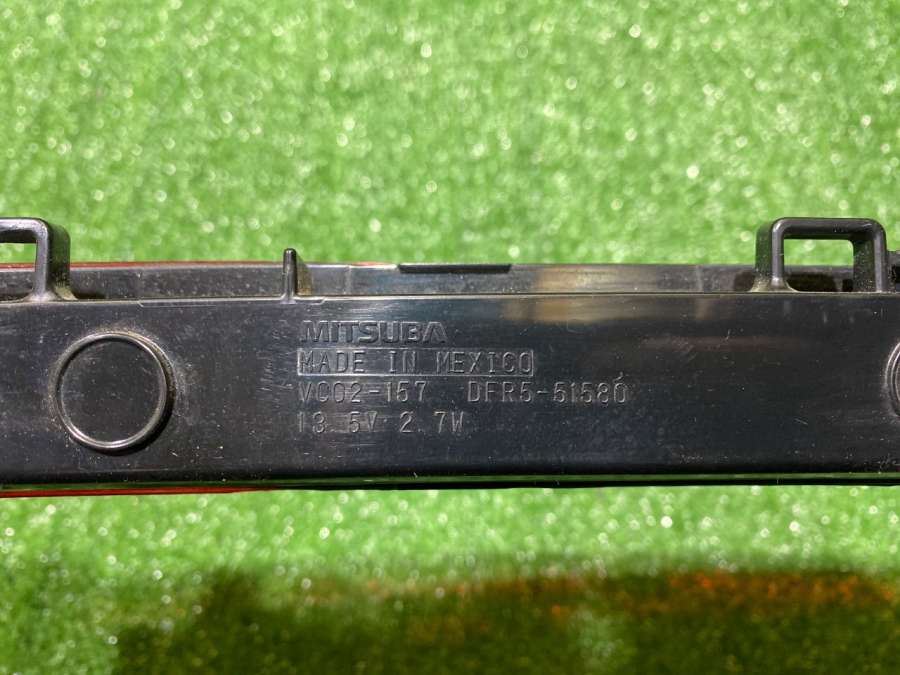 MITSUBA
MADE IN MEXICO
VC02-157 DFR5-51580
13.5V 2.7W